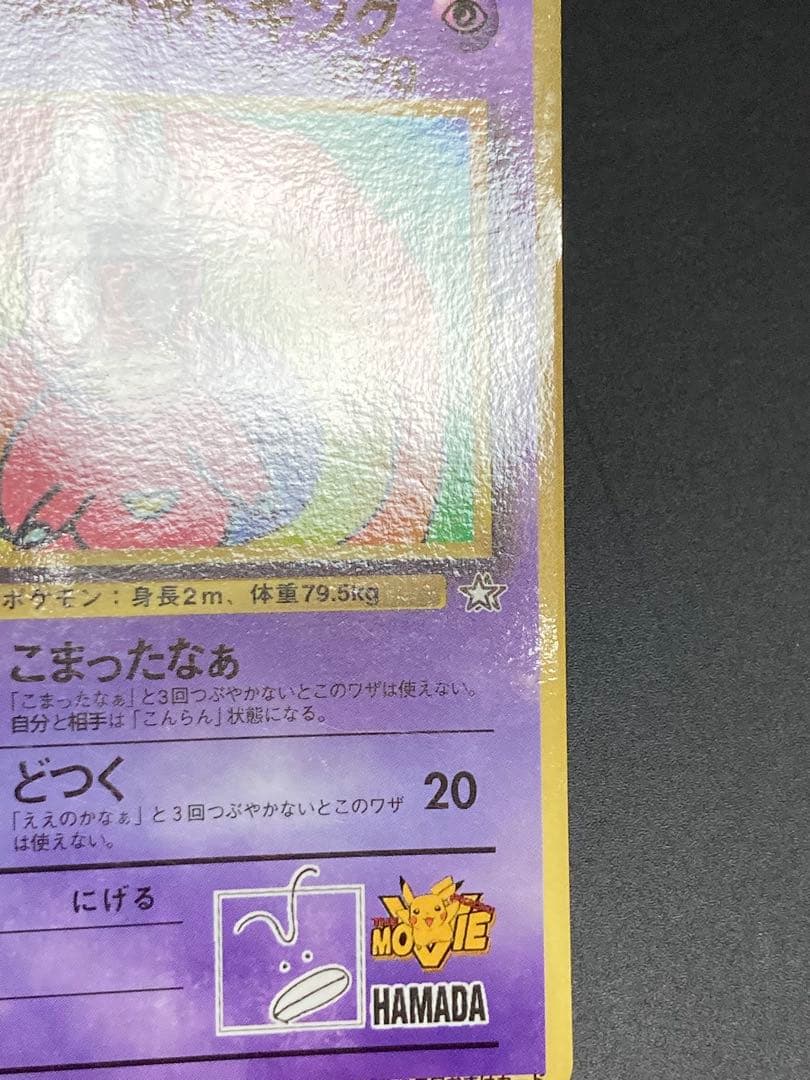 ポケモン：身長2m、体重79.5kg
こまったなぁ
「こまったなぁ」と3回つぶやかないとこのワザは使えない。
自分と相手は「こんらん」状態になる。
どつく 20
「ええのかなぁ」と3回つぶやかないとこのワザ
は使えない。
にげる
THE MOVIE
HAMADA